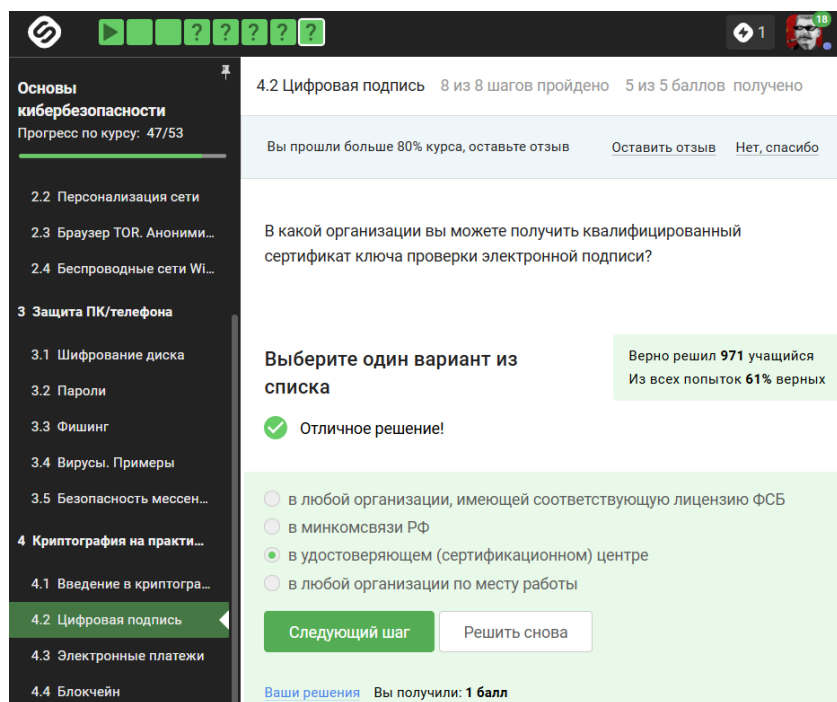 ? ? ? ? ?
1
18
Основы
кибербезопасности
Прогресс по курсу: 47/53
2.2 Персонализация сети
2.3 Браузер TOR. Аноними...
2.4 Беспроводные сети Wi...
3 Защита ПК/телефона
3.1 Шифрование диска
3.2 Пароли
3.3 Фишинг
3.4 Вирусы. Примеры
3.5 Безопасность мессен...
4 Криптография на практи...
4.1 Введение в криптогра...
4.2 Цифровая подпись
4.3 Электронные платежи
4.4 Блокчейн
4.2 Цифровая подпись 8 из 8 шагов пройдено 5 из 5 баллов получено
Вы прошли больше 80% курса, оставьте отзыв Оставить отзыв Нет, спасибо
В какой организации вы можете получить квалифицированный
сертификат ключа проверки электронной подписи?
Выберите один вариант из
списка
Верно решил 971 учащийся
Из всех попыток 61% верных
Отличное решение!
в любой организации, имеющей соответствующую лицензию ФСБ
в минкомсвязи РФ
в удостоверяющем (сертификационном) центре
в любой организации по месту работы
Следующий шаг Решить снова
Ваши решения Вы получили: 1 балл